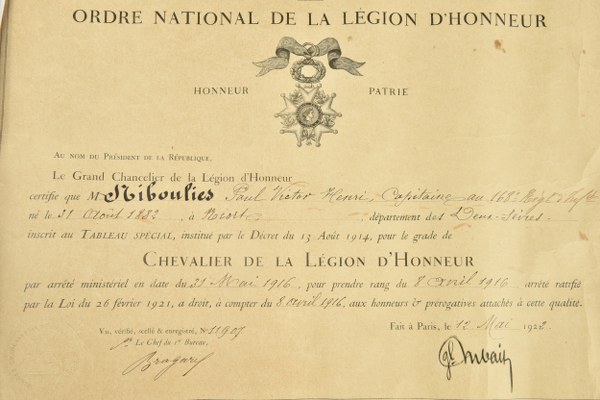 ORDRE NATIONAL DE LA LÉGION D'HONNEUR
HONNEUR PATRIE
AU NOM DU PRÉSIDENT DE LA RÉPUBLIQUE.
Le Grand Chancelier de la Légion d'Honneur
certifie que M Niboulies Paul Victor Henri, Capitaine au 168e Rgt d'Inf.
né le 31 Août 1882, à Niort département des Deux-Sèvres
inscrit au TABLEAU SPÉCIAL, institué par le Décret du 13 Août 1914, pour le grade de
CHEVALIER DE LA LÉGION D'HONNEUR
par arrêté ministériel en date du 31 Mai 1916, pour prendre rang du 8 avril 1916, arrêté ratifié
par la Loi du 26 février 1921, a droit, à compter du 8 avril 1916, aux honneurs & prérogatives attachés à cette qualité.
Vu, vérifié, scellé & enregistré, N° 21907 Fait à Paris, le 12 Mai 1922.
Le Chef du 1er Bureau,